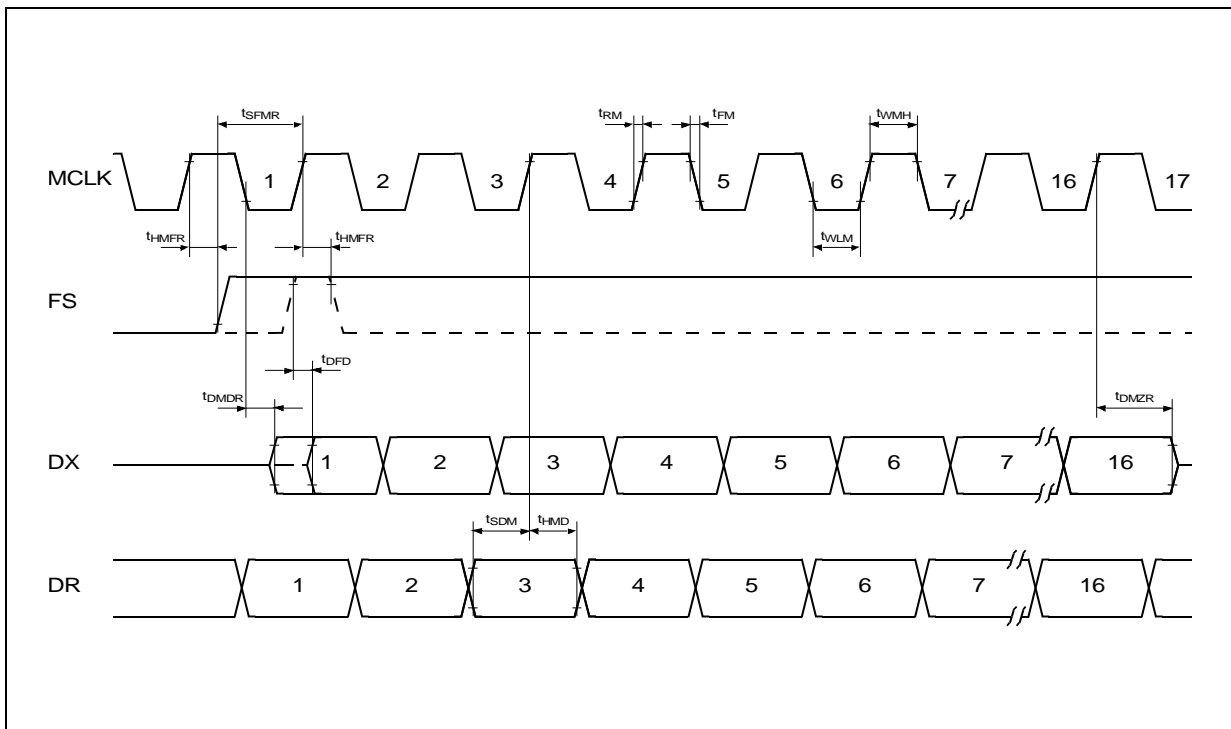 tSFMR tRM tFM tWMH
MCLK 1 2 3 4 5 6 7 16 17
tHMFR tHMFR tWLM
FS
tDFD
tDMDR tDMZR
DX 1 2 3 4 5 6 7 16
tSDM tHMD
DR 1 2 3 4 5 6 7 16